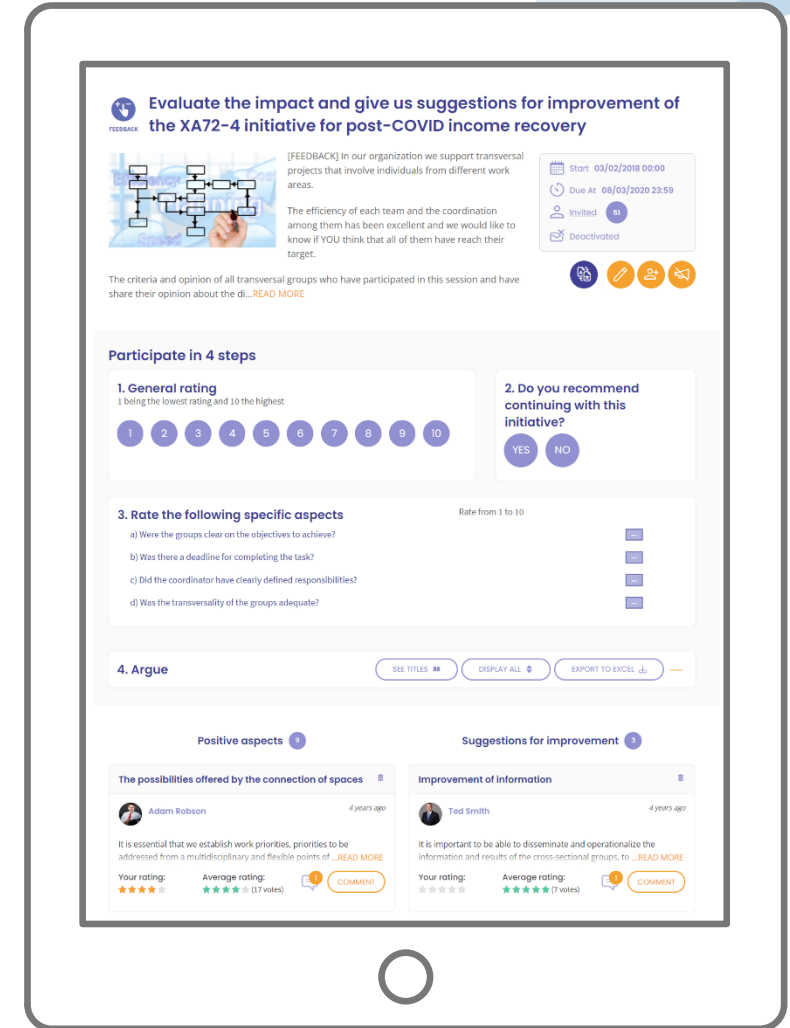 Evaluate the impact and give us suggestions for improvement of
the XA72-4 initiative for post-COVID income recovery
FEEDBACK
[FEEDBACK] In our organization we support transversal
projects that involve individuals from different work
areas.
The efficiency of each team and the coordination
among them has been excellent and we would like to
know if YOU think that all of them have reach their
target.
The criteria and opinion of all transversal groups who have participated in this session and have
share their opinion about the di...READ MORE
Efficiency
Cost
Planning
Speed
Start 03/02/2018 00:00
Due At 08/03/2020 23:59
Invited 51
Deactivated
Participate in 4 steps
1. General rating
1 being the lowest rating and 10 the highest
1 2 3 4 5 6 7 8 9 10
2. Do you recommend
continuing with this
initiative?
YES NO
3. Rate the following specific aspects
Rate from 1 to 10
a) Were the groups clear on the objectives to achieve? --
b) Was there a deadline for completing the task? --
c) Did the coordinator have clearly defined responsibilities? --
d) Was the transversality of the groups adequate? --
4. Argue
SEE TITLES DISPLAY ALL EXPORT TO EXCEL
Positive aspects 9
The possibilities offered by the connection of spaces
Adam Robson 4 years ago
It is essential that we establish work priorities, priorities to be
addressed from a multidisciplinary and flexible points of ...READ MORE
Your rating: Average rating:
(17 votes) 1 COMMENT
Suggestions for improvement 3
Improvement of information
Ted Smith 4 years ago
It is important to be able to disseminate and operationalize the
information and results of the cross-sectional groups, to ...READ MORE
Your rating: Average rating:
(7 votes) 1 COMMENT